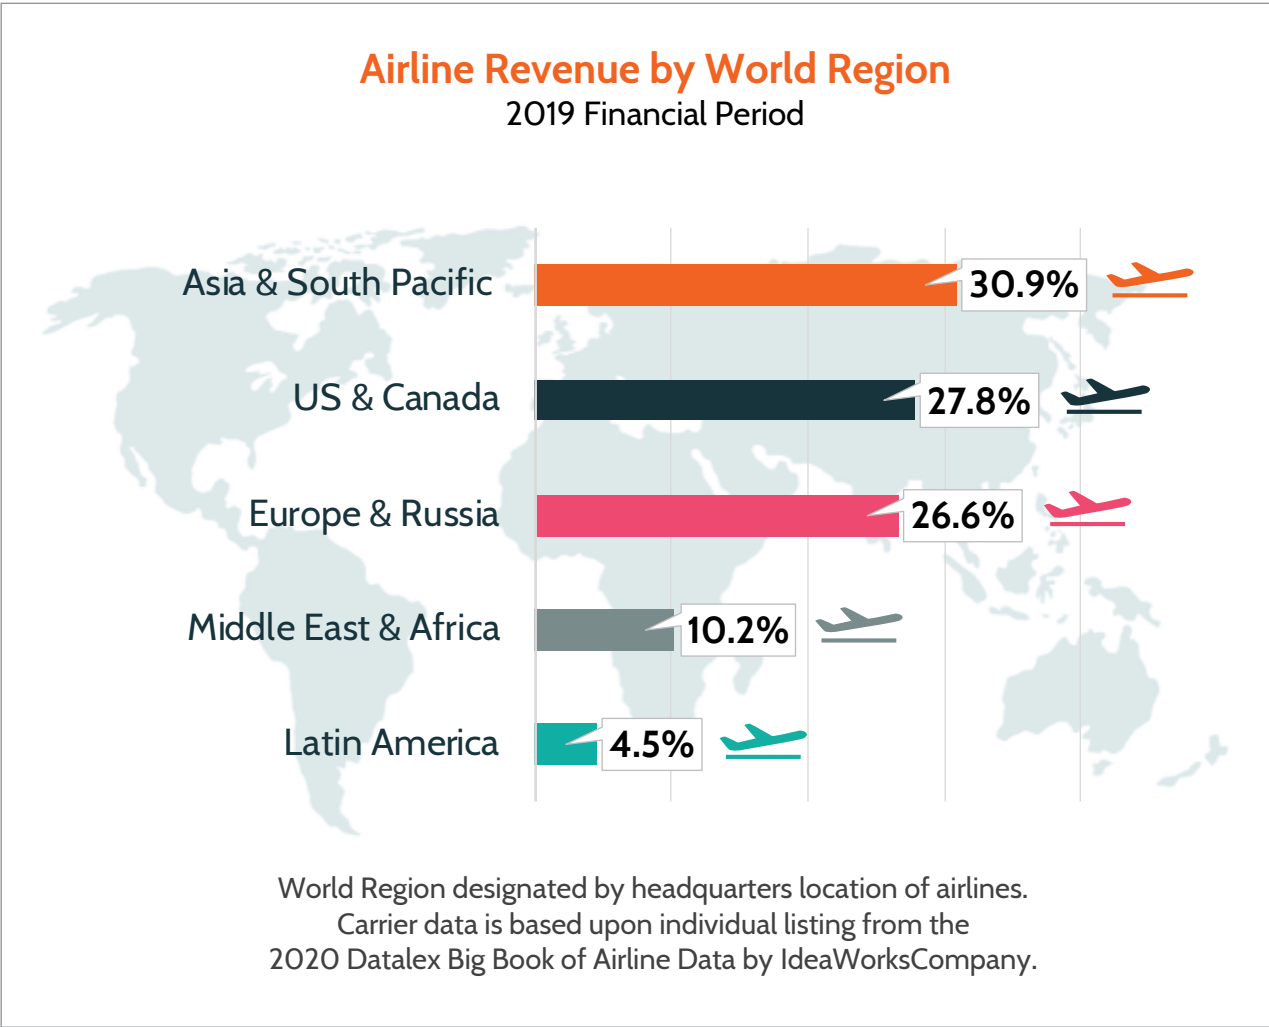 Airline Revenue by World Region
2019 Financial Period
Asia & South Pacific 30.9%
US & Canada 27.8%
Europe & Russia 26.6%
Middle East & Africa 10.2%
Latin America 4.5%
World Region designated by headquarters location of airlines.
Carrier data is based upon individual listing from the
2020 Datalex Big Book of Airline Data by IdeaWorksCompany.